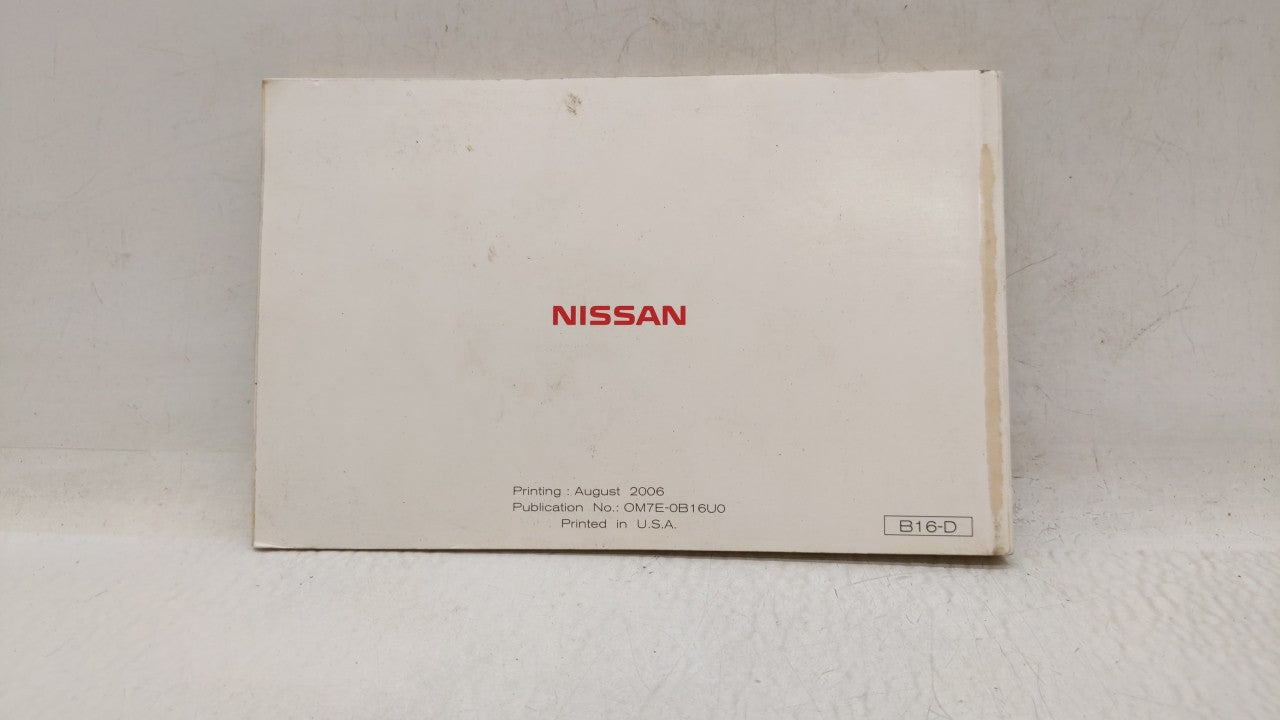 NISSAN
Printing : August 2006
Publication No.: OM7E-0B16U0
Printed in U.S.A.
B16-D